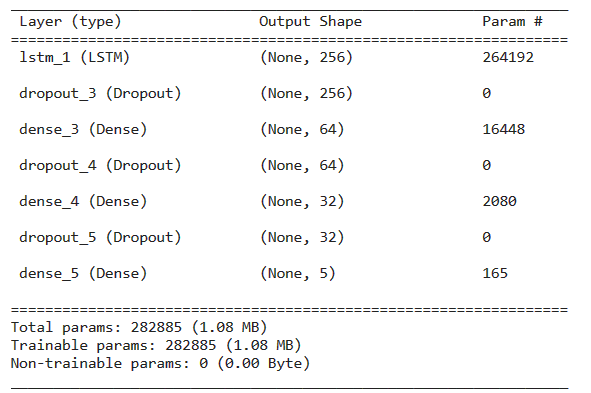 Layer (type) Output Shape Param #
=================================================================
lstm_1 (LSTM) (None, 256) 264192
dropout_3 (Dropout) (None, 256) 0
dense_3 (Dense) (None, 64) 16448
dropout_4 (Dropout) (None, 64) 0
dense_4 (Dense) (None, 32) 2080
dropout_5 (Dropout) (None, 32) 0
dense_5 (Dense) (None, 5) 165
=================================================================
Total params: 282885 (1.08 MB)
Trainable params: 282885 (1.08 MB)
Non-trainable params: 0 (0.00 Byte)